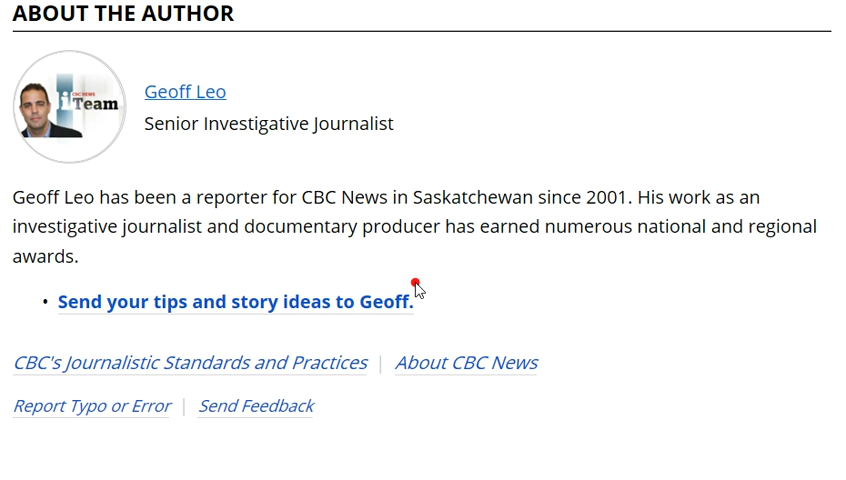 ABOUT THE AUTHOR
CBC NEWS
iTeam
Geoff Leo
Senior Investigative Journalist
Geoff Leo has been a reporter for CBC News in Saskatchewan since 2001. His work as an
investigative journalist and documentary producer has earned numerous national and regional
awards.
• Send your tips and story ideas to Geoff.
CBC's Journalistic Standards and Practices | About CBC News
Report Typo or Error | Send Feedback